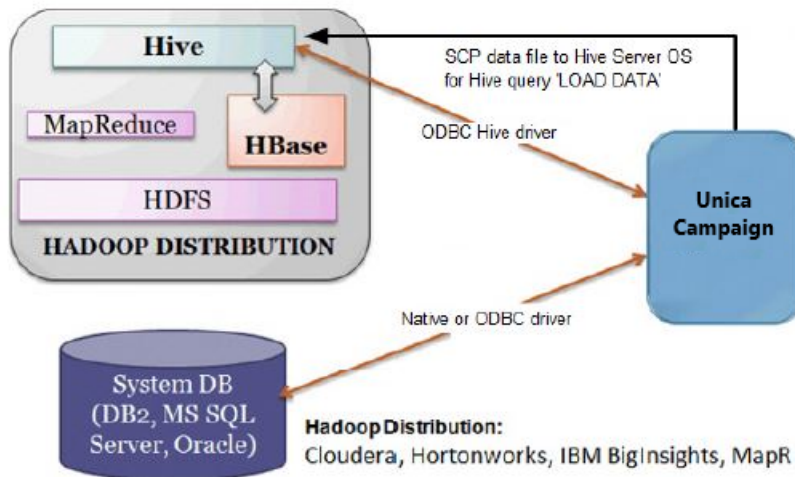 Hive
SCP data file to Hive Server OS
for Hive query 'LOAD DATA'
MapReduce
HBase
ODBC Hive driver
HDFS
HADOOP DISTRIBUTION
Unica
Campaign
Native or ODBC driver
System DB
(DB2, MS SQL
Server, Oracle)
Hadoop Distribution:
Cloudera, Hortonworks, IBM BigInsights, MapR